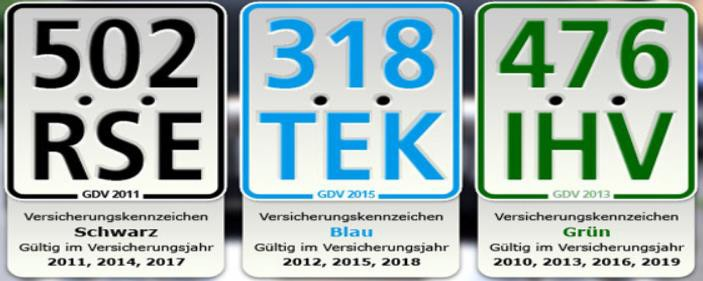 502
RSE
GDV 2011
Versicherungskennzeichen
Schwarz
Gültig im Versicherungsjahr
2011, 2014, 2017
318
TEK
GDV 2015
Versicherungskennzeichen
Blau
Gültig im Versicherungsjahr
2012, 2015, 2018
476
IHV
GDV 2013
Versicherungskennzeichen
Grün
Gültig im Versicherungsjahr
2010, 2013, 2016, 2019